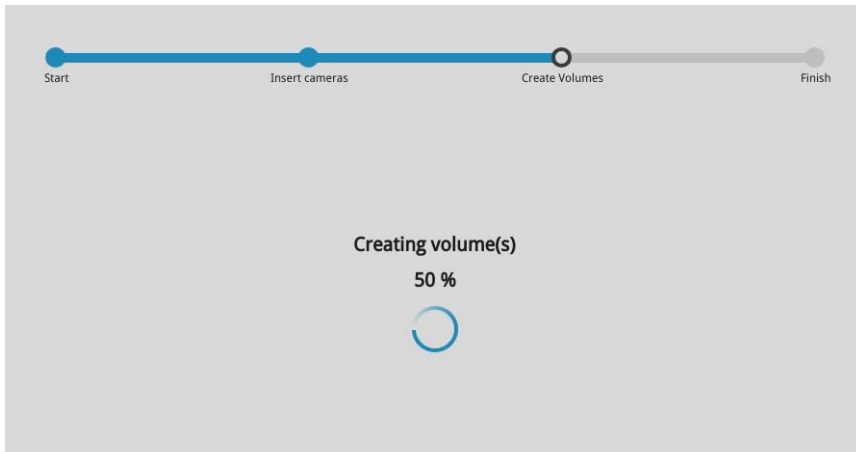 Start
Insert cameras
Create Volumes
Finish
Creating volume(s)
50 %